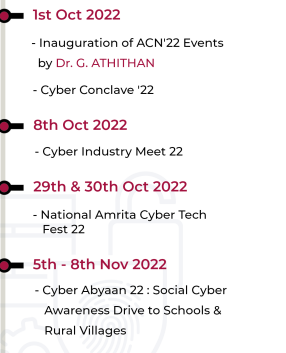 1st Oct 2022
- Inauguration of ACN'22 Events
by Dr. G. ATHITHAN
- Cyber Conclave '22
8th Oct 2022
- Cyber Industry Meet 22
29th & 30th Oct 2022
- National Amrita Cyber Tech
Fest 22
5th - 8th Nov 2022
- Cyber Abyaan 22 : Social Cyber
Awareness Drive to Schools &
Rural Villages